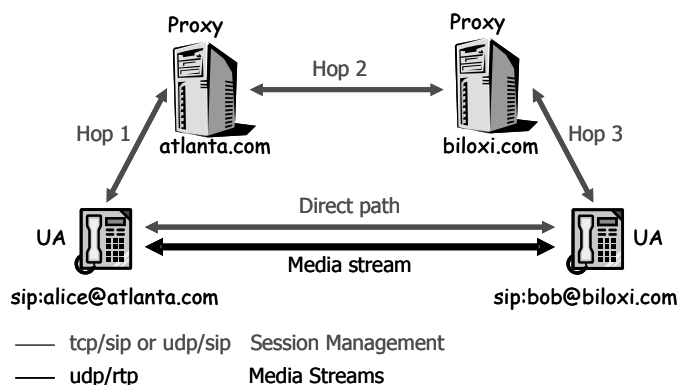 Proxy
Proxy
Hop 2
Hop 1
atlanta.com
biloxi.com
Hop 3
Direct path
UA
UA
Media stream
sip:alice@atlanta.com
sip:bob@biloxi.com
tcp/sip or udp/sip Session Management
udp/rtp Media Streams